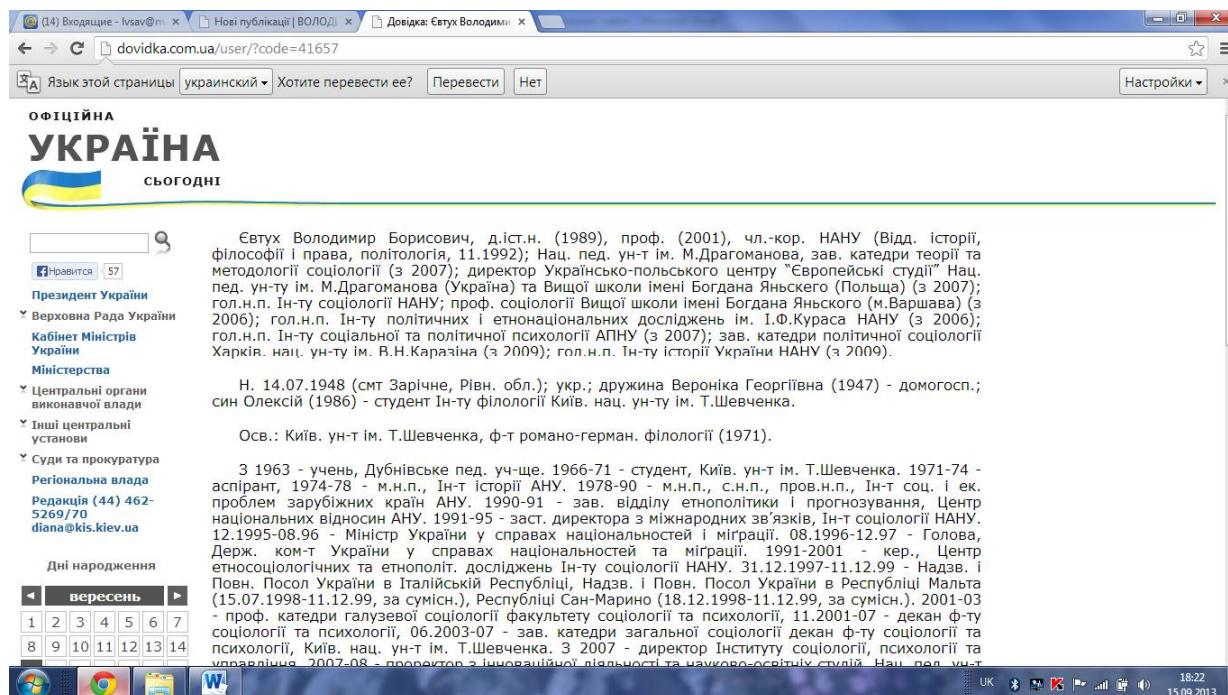 (14) Входящие - lvsav@m
Нові публікації | ВОЛОД
Довідка: Євтух Володими
dovidka.com.ua/user/?code=41657
Язык этой страницы украинский Хотите перевести ее? Перевести Нет Настройки
ОФІЦІЙНА
УКРАЇНА
СЬОГОДНІ
Нравится 57
Президент України
Верховна Рада України
Кабінет Міністрів
України
Міністерства
Центральні органи
виконавчої влади
Інші центральні
установи
Суди та прокуратура
Регіональна влада
Редакція (44) 462-
5269/70
diana@kis.kiev.ua
Дні народження
вересень
1 2 3 4 5 6 7
8 9 10 11 12 13 14
Євтух Володимир Борисович, д.іст.н. (1989), проф. (2001), чл.-кор. НАНУ (Відд. історії,
філософії і права, політологія, 11.1992); Нац. пед. ун-т ім. М.Драгоманова, зав. катедри теорії та
методології соціології (з 2007); директор Українсько-польського центру "Європейські студії" Нац.
пед. ун-ту ім. М.Драгоманова (Україна) та Вищої школи імені Богдана Яньскего (Польща) (з 2007);
гол.н.п. Ін-ту соціології НАНУ; проф. соціології Вищої школи імені Богдана Яньского (м.Варшава) (з
2006); гол.н.п. Ін-ту політичних і етнонаціональних досліджень ім. І.Ф.Кураса НАНУ (з 2006);
гол.н.п. Ін-ту соціальної та політичної психології АПНУ (з 2007); зав. катедри політичної соціології
Харків. нац. ун-ту ім. В.Н.Каразіна (з 2009); гол.н.п. Ін-ту історії України НАНУ (з 2009).
Н. 14.07.1948 (смт Зарічне, Рівн. обл.); укр.; дружина Вероніка Георгіївна (1947) - домогосп.;
син Олексій (1986) - студент Ін-ту філології Київ. нац. ун-ту ім. Т.Шевченка.
Осв.: Київ. ун-т ім. Т.Шевченка, ф-т романо-герман. філології (1971).
З 1963 - учень, Дубнівське пед. уч-ще. 1966-71 - студент, Київ. ун-т ім. Т.Шевченка. 1971-74 -
аспірант, 1974-78 - м.н.п., Ін-т історії АНУ. 1978-90 - м.н.п., с.н.п., пров.н.п., Ін-т соц. і ек.
проблем зарубіжних країн АНУ. 1990-91 - зав. відділу етнополітики і прогнозування, Центр
національних відносин АНУ. 1991-95 - заст. директора з міжнародних зв'язків, Ін-т соціології НАНУ.
12.1995-08.96 - Міністр України у справах національностей і міґрації. 08.1996-12.97 - Голова,
Держ. ком-т України у справах національностей та міґрації. 1991-2001 - кер., Центр
етносоціологічних та етнополіт. досліджень Ін-ту соціології НАНУ. 31.12.1997-11.12.99 - Надзв. і
Повн. Посол України в Італійській Республіці, Надзв. і Повн. Посол України в Республіці Мальта
(15.07.1998-11.12.99, за сумісн.), Республіці Сан-Марино (18.12.1998-11.12.99, за сумісн.). 2001-03
- проф. катедри галузевої соціології факультету соціології та психології, 11.2001-07 - декан ф-ту
соціології та психології, 06.2003-07 - зав. катедри загальної соціології декан ф-ту соціології та
психології, Київ. нац. ун-т ім. Т.Шевченка. З 2007 - директор Інституту соціології, психології та
управління, 2007-08 - проректор з інноваційної діяльності та науково-освітніх студій, Нац. пед. ун-т
UK
18:22
15.09.2013